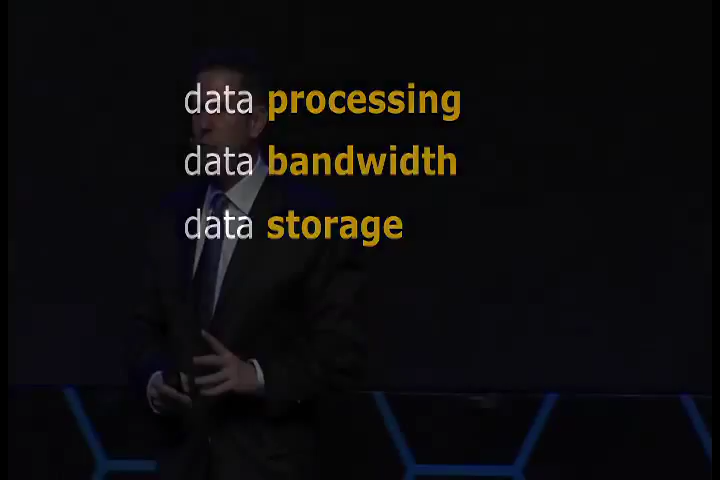 data processing
data bandwidth
data storage